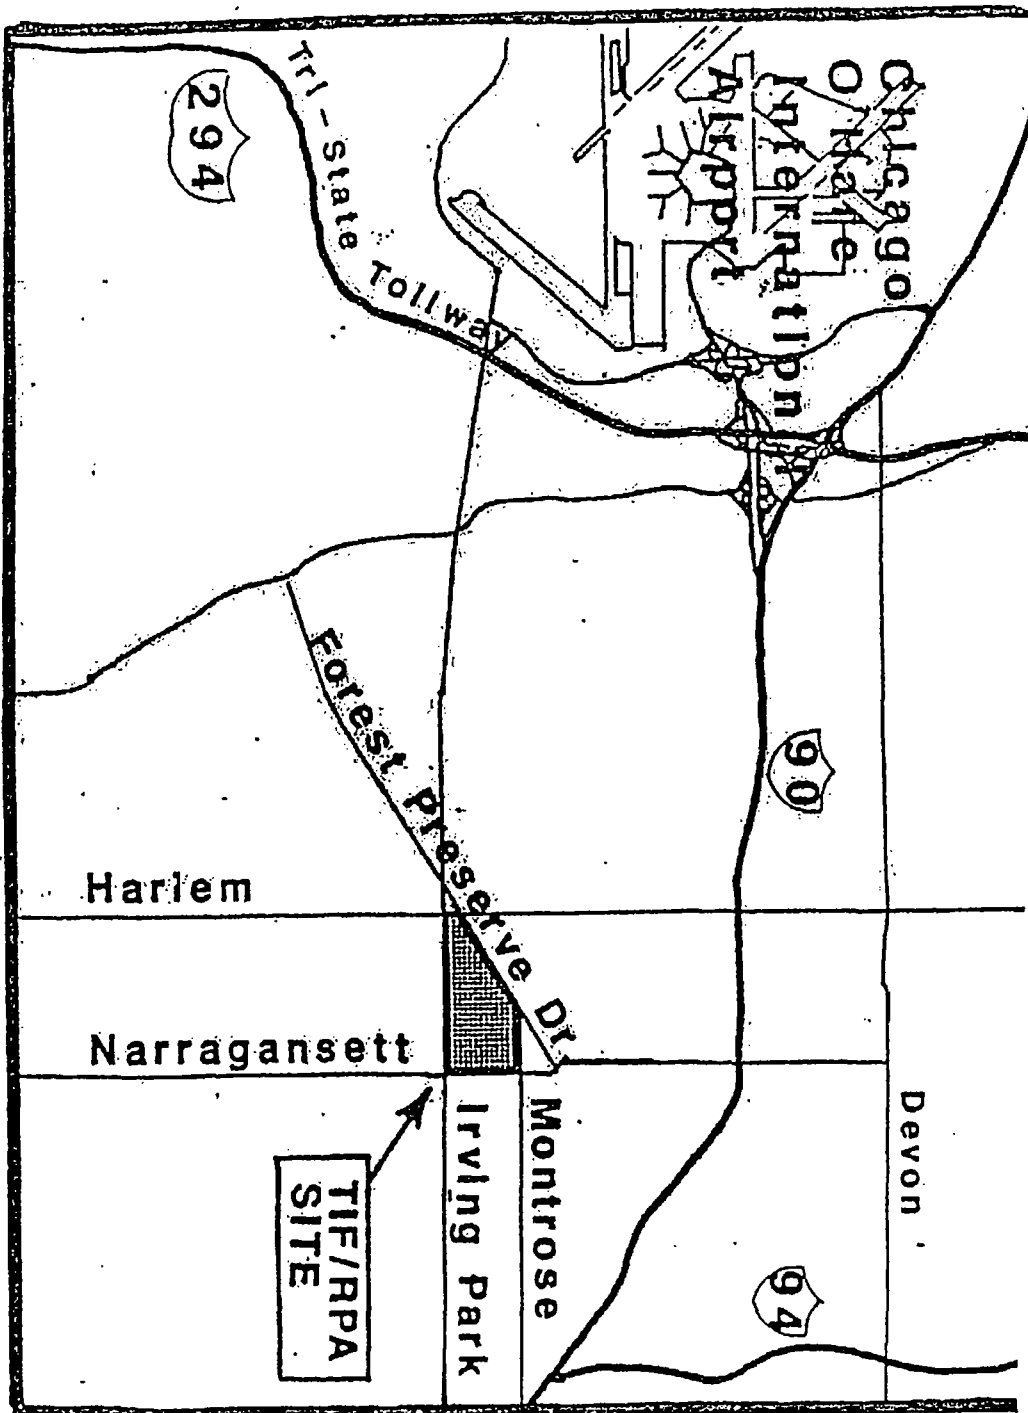 Chicago
O'Hare
International
Airport
Tri-State Tollway
294
90
94
Devon
Forest Preserve Dr.
Harlem
Narragansett
Montrose
Irving Park
TIF/RPA
SITE